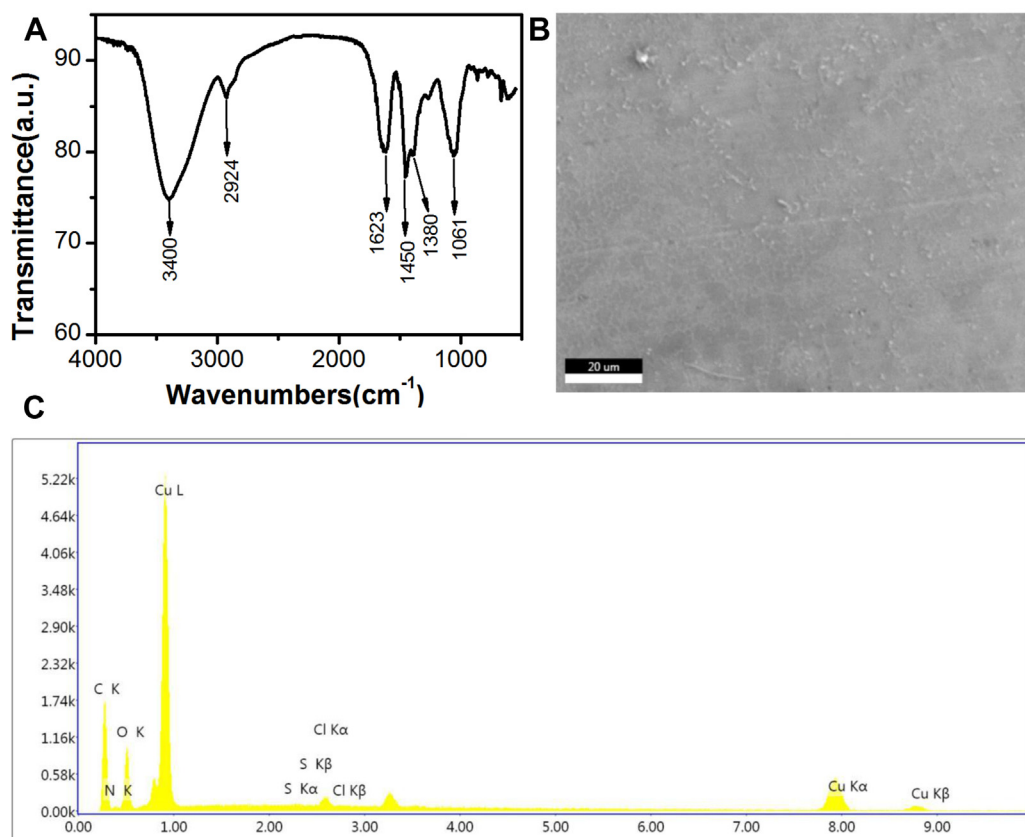 A
Transmittance(a.u.)
90
80
70
60
3400
2924
1623
1450
1380
1061
4000 3000 2000 1000
Wavenumbers(cm⁻¹)
B
20 um
C
5.22k
4.64k
4.06k
3.48k
2.90k
2.32k
1.74k
1.16k
0.58k
0.00k
Cu L
C K
O K
N K
Cl Kα
S Kβ
S Kα Cl Kβ
Cu Kα
Cu Kβ
0.00 1.00 2.00 3.00 4.00 5.00 6.00 7.00 8.00 9.00